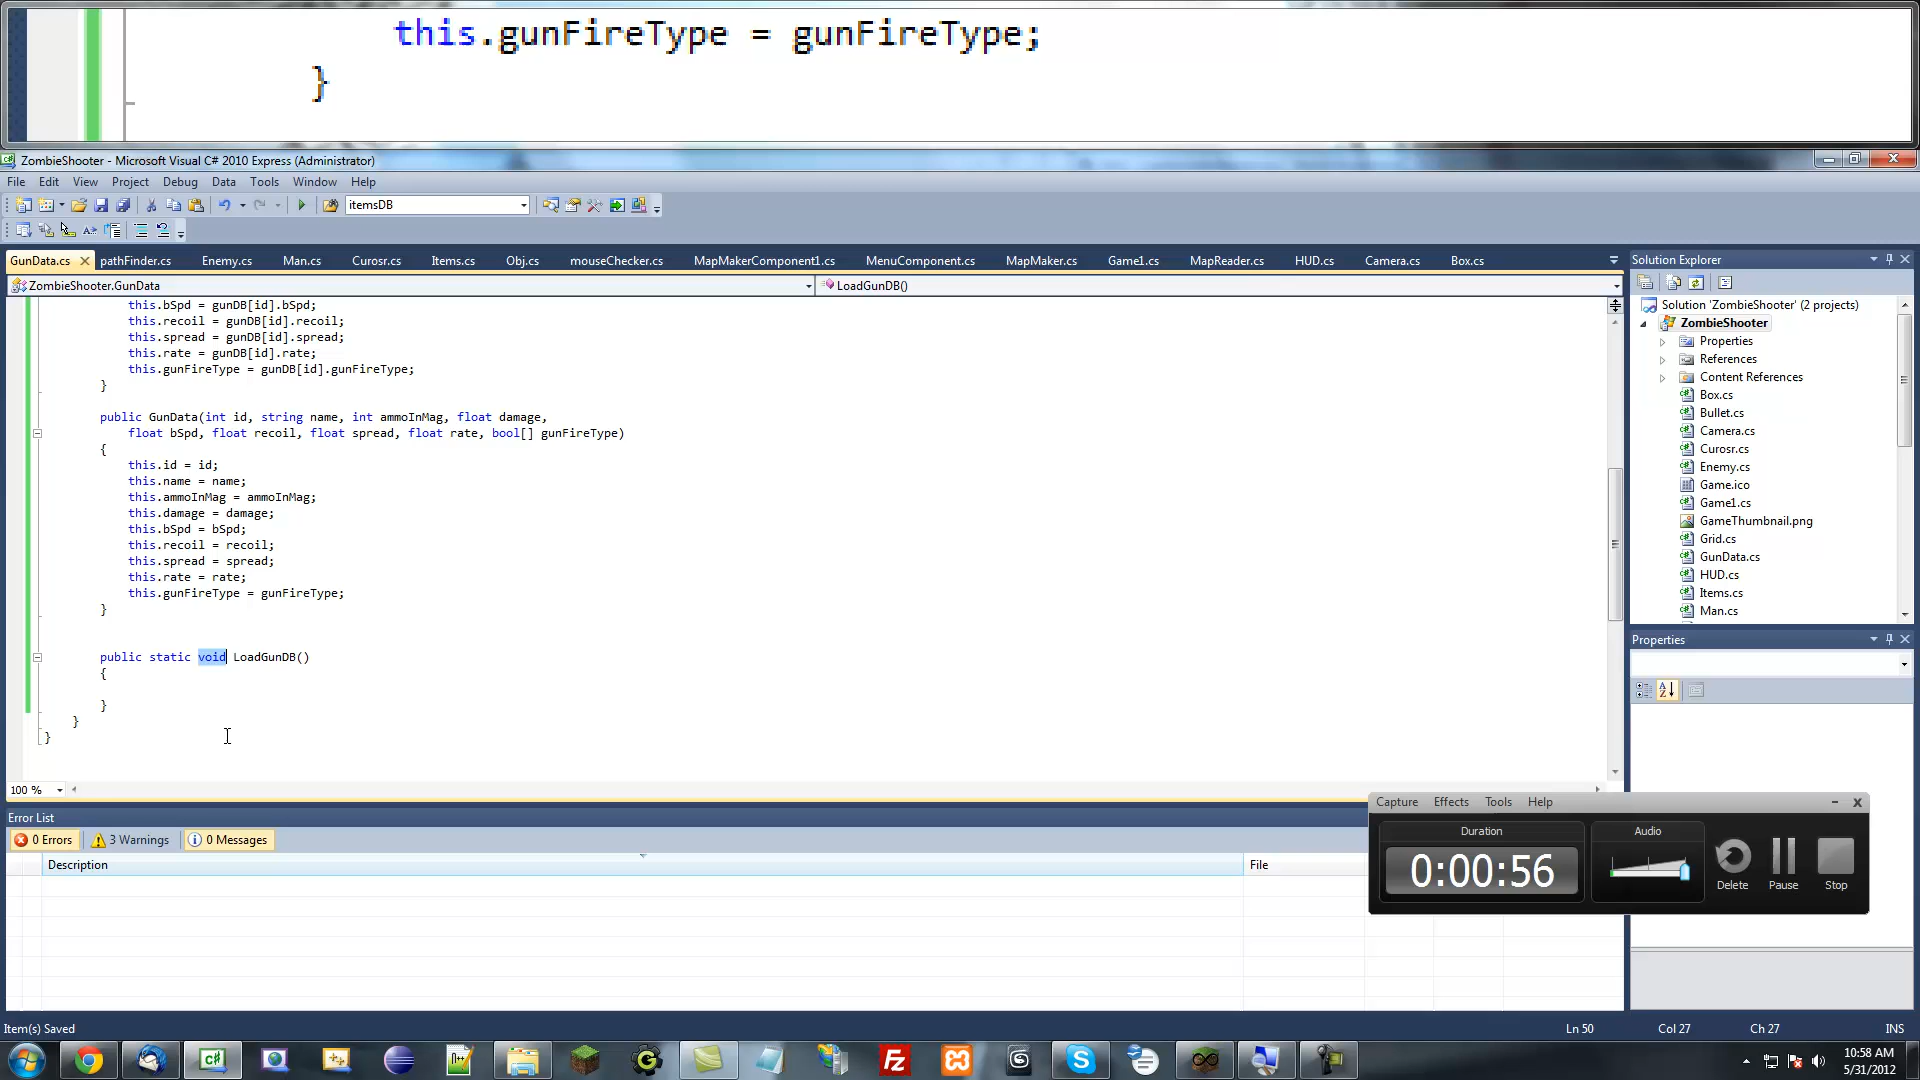 this.gunFireType = gunFireType;
}
ZombieShooter - Microsoft Visual C# 2010 Express (Administrator)
File Edit View Project Debug Data Tools Window Help
itemsDB
GunData.cs pathFinder.cs Enemy.cs Man.cs Curosr.cs Items.cs Obj.cs mouseChecker.cs MapMakerComponent1.cs MenuComponent.cs MapMaker.cs Game1.cs MapReader.cs HUD.cs Camera.cs Box.cs
ZombieShooter.GunData LoadGunDB()
this.bSpd = gunDB[id].bSpd;
this.recoil = gunDB[id].recoil;
this.spread = gunDB[id].spread;
this.rate = gunDB[id].rate;
this.gunFireType = gunDB[id].gunFireType;
}
public GunData(int id, string name, int ammoInMag, float damage,
float bSpd, float recoil, float spread, float rate, bool[] gunFireType)
{
this.id = id;
this.name = name;
this.ammoInMag = ammoInMag;
this.damage = damage;
this.bSpd = bSpd;
this.recoil = recoil;
this.spread = spread;
this.rate = rate;
this.gunFireType = gunFireType;
}
public static void LoadGunDB()
{
}
}
}
100 %
Solution Explorer
Solution 'ZombieShooter' (2 projects)
ZombieShooter
Properties
References
Content References
Box.cs
Bullet.cs
Camera.cs
Curosr.cs
Enemy.cs
Game.ico
Game1.cs
GameThumbnail.png
Grid.cs
GunData.cs
HUD.cs
Items.cs
Man.cs
Properties
Error List
0 Errors 3 Warnings 0 Messages
Description File
Capture Effects Tools Help
Duration Audio
0:00:56
Delete Pause Stop
Item(s) Saved Ln 50 Col 27 Ch 27 INS
10:58 AM
5/31/2012